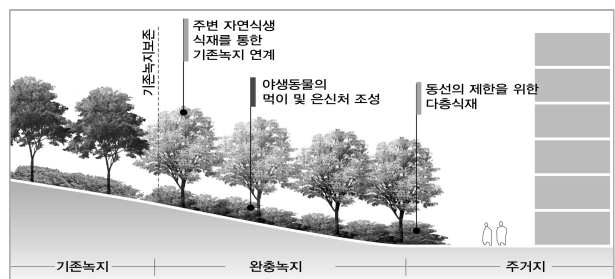 주변 자연식생
식재를 통한
기존녹지 연계
기존녹지보존
야생동물의
먹이 및 은신처 조성
동선의 제한을 위한
다층식재
기존녹지
완충녹지
주거지